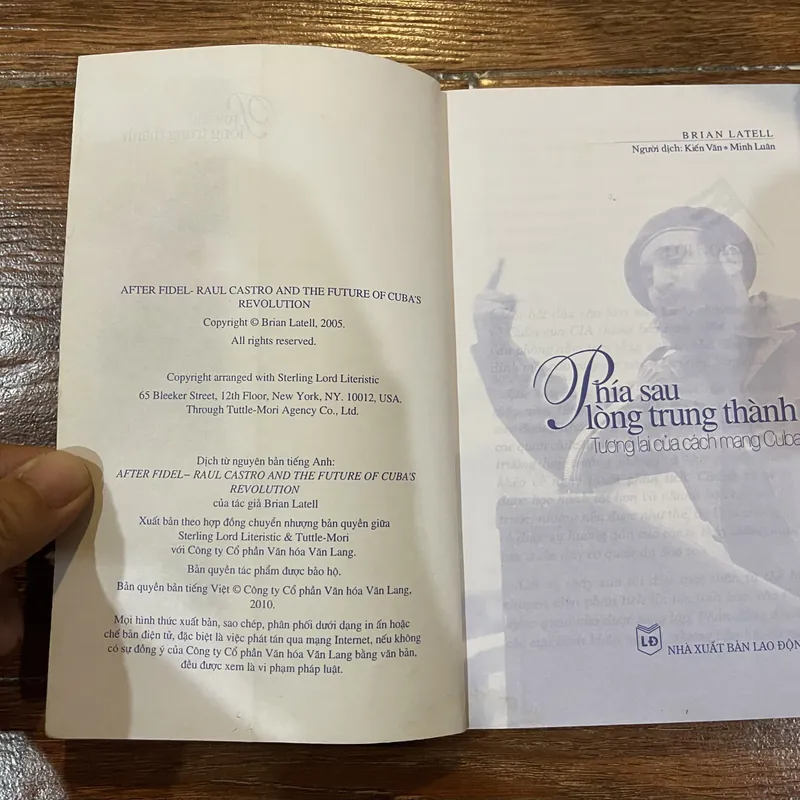 AFTER FIDEL- RAUL CASTRO AND THE FUTURE OF CUBA'S
REVOLUTION
Copyright © Brian Latell, 2005.
All rights reserved.
Copyright arranged with Sterling Lord Literistic
65 Bleeker Street, 12th Floor, New York, NY. 10012, USA.
Through Tuttle-Mori Agency Co., Ltd.
Dịch từ nguyên bản tiếng Anh:
AFTER FIDEL– RAUL CASTRO AND THE FUTURE OF CUBA'S
REVOLUTION
của tác giả Brian Latell
Xuất bản theo hợp đồng chuyển nhượng bản quyền giữa
Sterling Lord Literistic & Tuttle-Mori
với Công ty Cổ phần Văn hóa Văn Lang.
Bản quyền tác phẩm được bảo hộ.
Bản quyền bản tiếng Việt © Công ty Cổ phần Văn hóa Văn Lang,
2010.
Mọi hình thức xuất bản, sao chép, phân phối dưới dạng in ấn hoặc
chế bản điện tử, đặc biệt là việc phát tán qua mạng Internet, nếu không
có sự đồng ý của Công ty Cổ phần Văn hóa Văn Lang bằng văn bản,
đều được xem là vi phạm pháp luật.
BRIAN LATELL
Người dịch: Kiến Văn • Minh Luân
Phía sau
lòng trung thành
Tương lai của cách mạng Cuba
LĐ
NHÀ XUẤT BẢN LAO ĐỘN